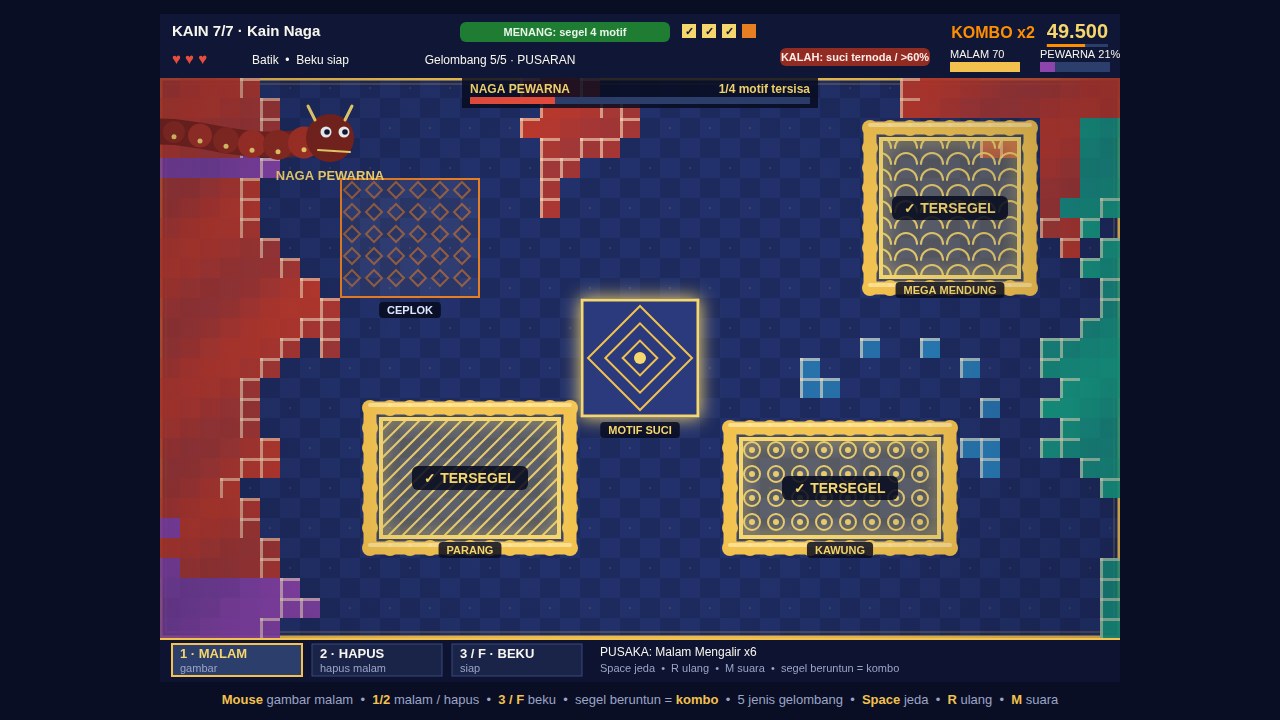 KAIN 7/7 · Kain Naga
MENANG: segel 4 motif
✓ ✓ ✓
KOMBO x2 49.500
♥ ♥ ♥ Batik • Beku siap
Golongan 5/5 · PUSARAN
KALAH: suci ternoda / >60%
MALAM 70
PEWARNA 21%
NAGA PEWARNA
1/4 motif tersisa
NAGA PEWARNA
✓ TERSEGEL
MEGA MENDUNG
CEPLOK
MOTIF SUCI
✓ TERSEGEL
PARANG
✓ TERSEGEL
KAWUNG
1 · MALAM
gambar
2 · HAPUS
hapus malam
3 / F · BEKU
siap
PUSAKA: Malam Mengalir x6
Space jeda • R ulang • M suara • segel beruntun = kombo
Mouse gambar malam • 1/2 malam / hapus • 3 / F beku • segel beruntun = kombo • 5 jenis gelombang • Space jeda • R ulang • M suara